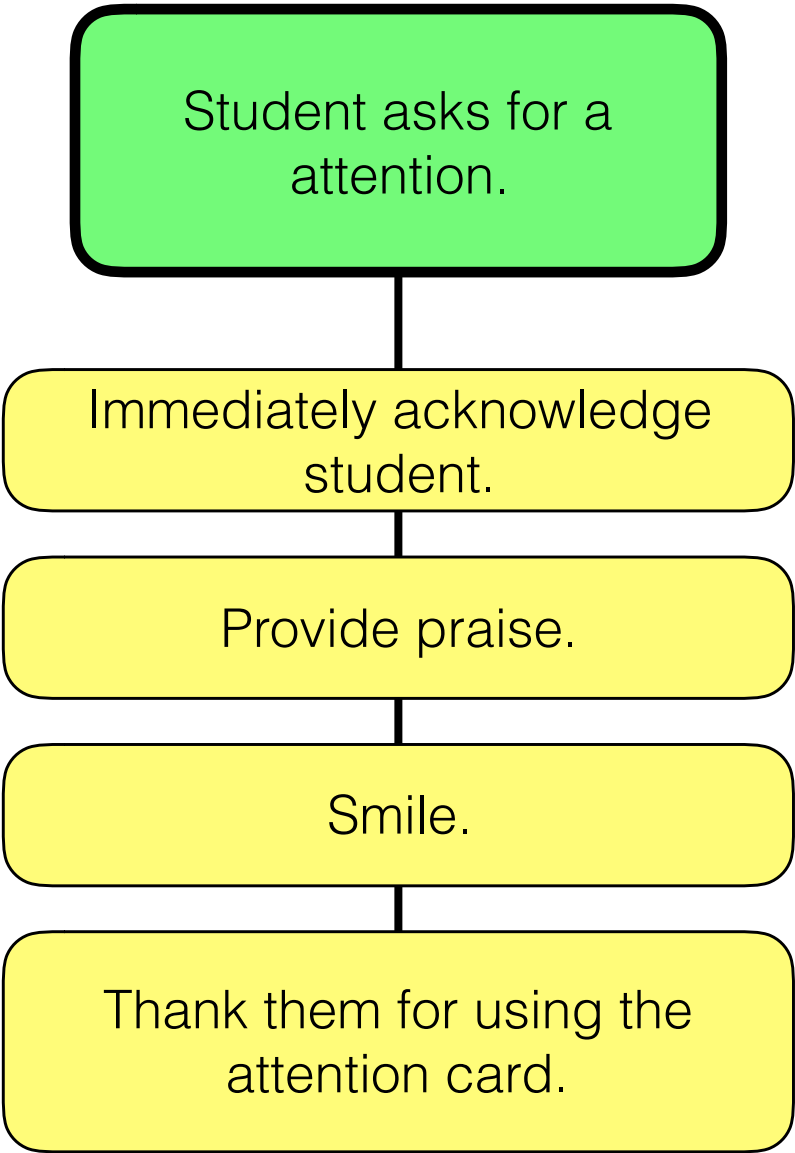 Student asks for a
attention.
Immediately acknowledge
student.
Provide praise.
Smile.
Thank them for using the
attention card.